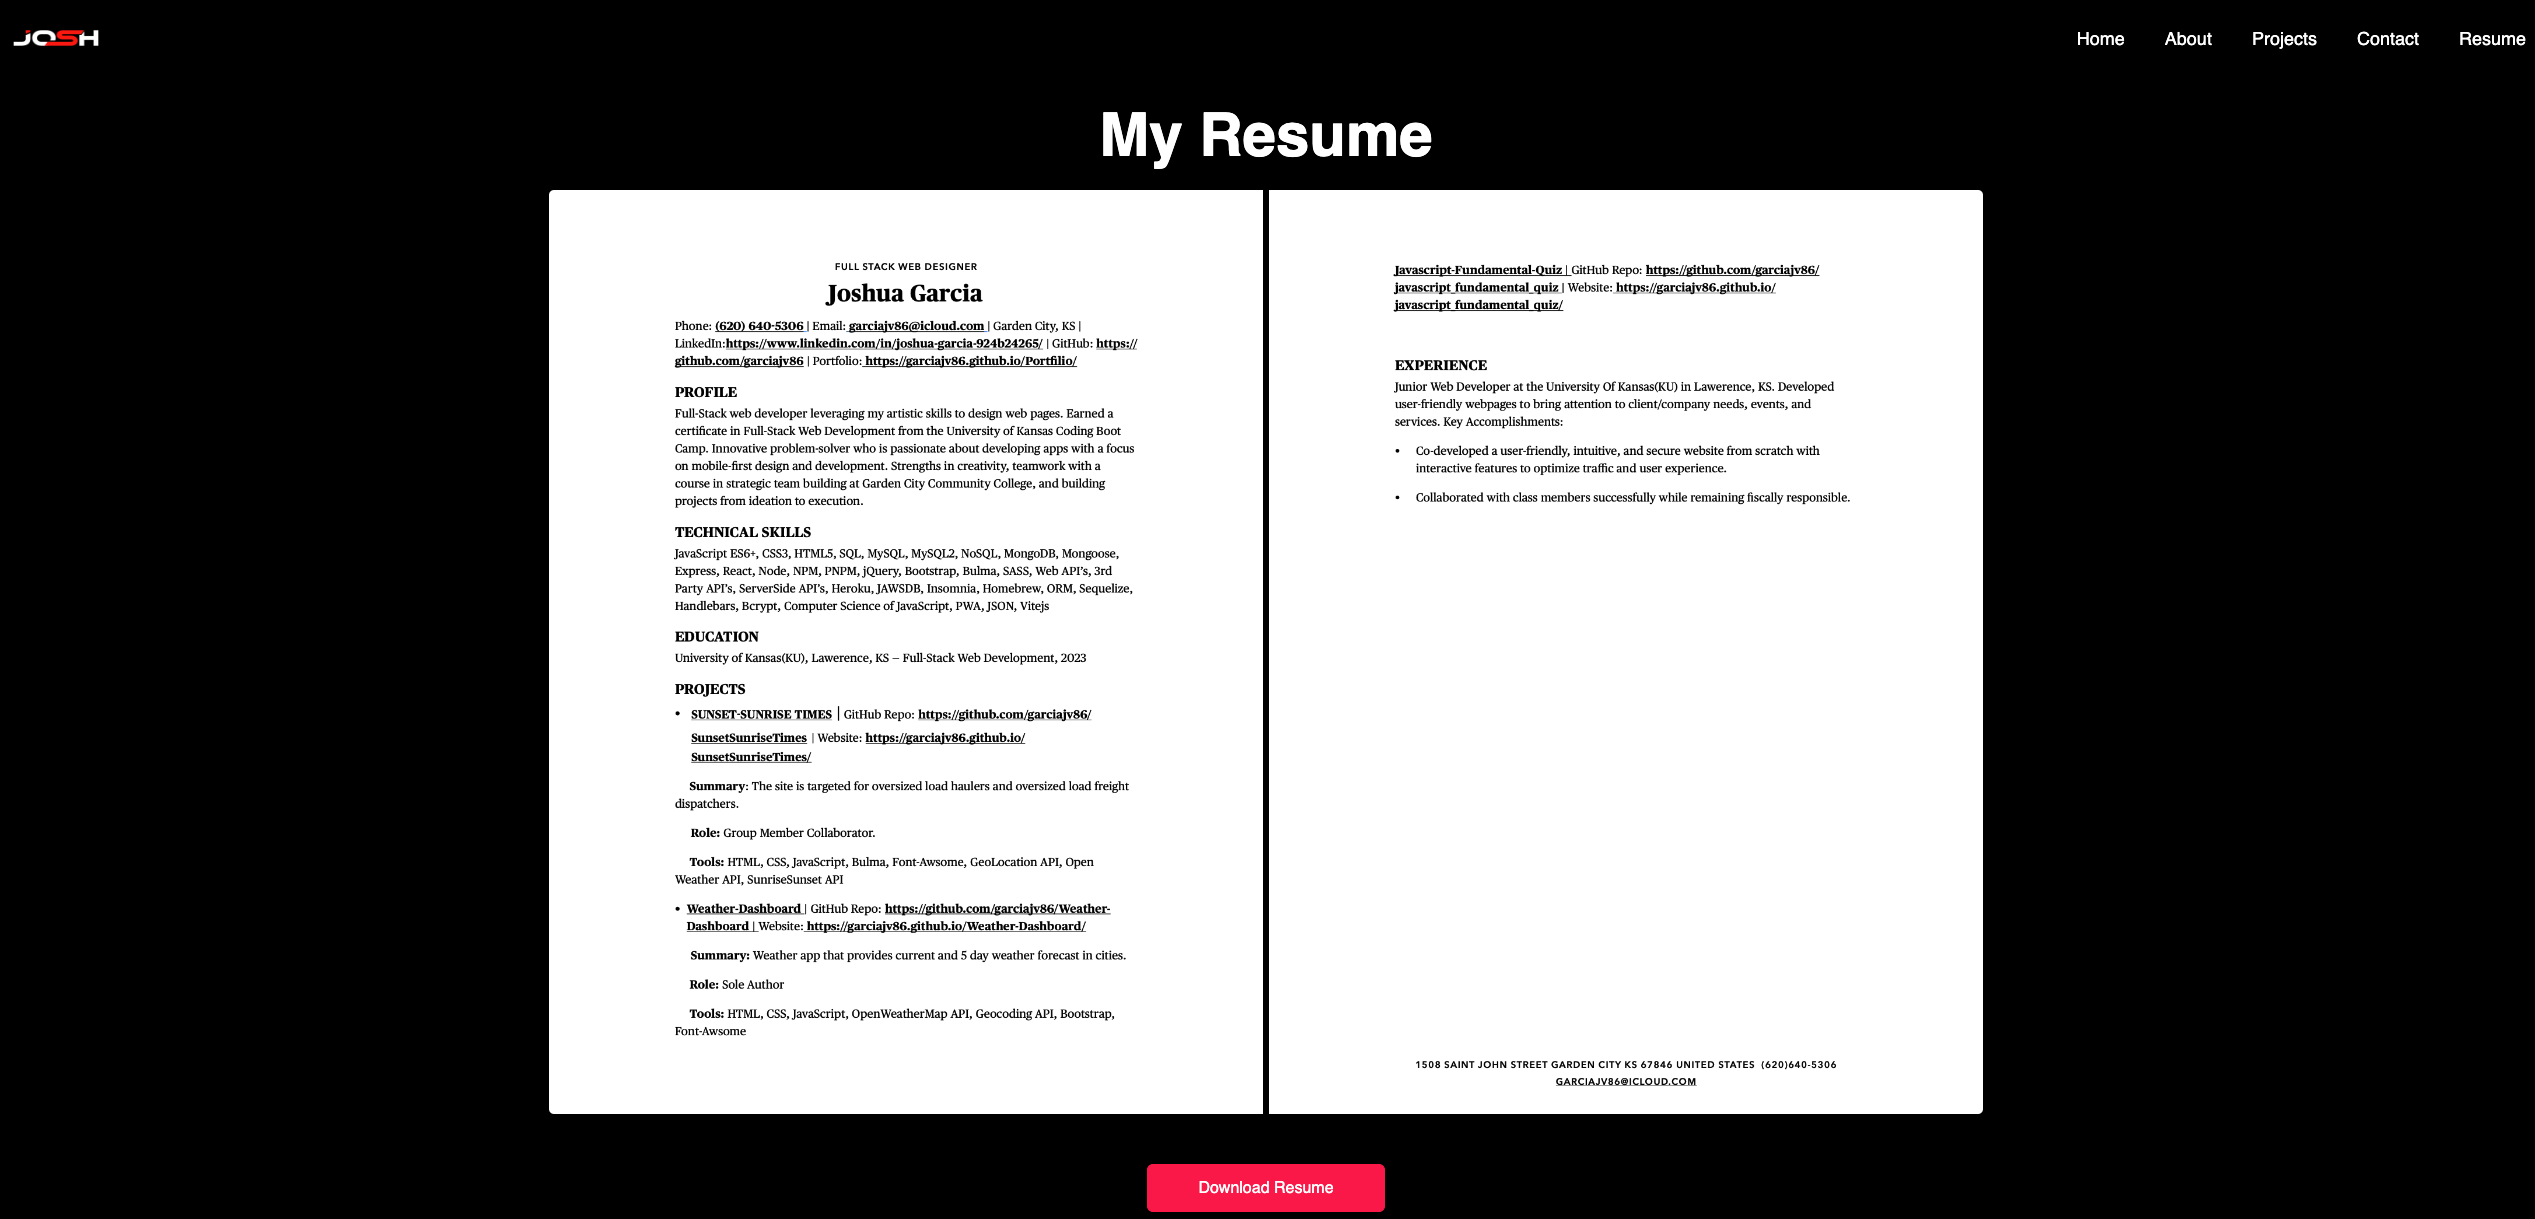 JOSH
Home About Projects Contact Resume
My Resume
FULL STACK WEB DESIGNER
Joshua Garcia
Phone: (620) 640-5306 | Email: garciajv86@icloud.com | Garden City, KS |
LinkedIn:https://www.linkedin.com/in/joshua-garcia-924b24265/ | GitHub: https://
github.com/garciajv86 | Portfolio: https://garciajv86.github.io/Portfilio/
PROFILE
Full-Stack web developer leveraging my artistic skills to design web pages. Earned a
certificate in Full-Stack Web Development from the University of Kansas Coding Boot
Camp. Innovative problem-solver who is passionate about developing apps with a focus
on mobile-first design and development. Strengths in creativity, teamwork with a
course in strategic team building at Garden City Community College, and building
projects from ideation to execution.
TECHNICAL SKILLS
JavaScript ES6+, CSS3, HTML5, SQL, MySQL, MySQL2, NoSQL, MongoDB, Mongoose,
Express, React, Node, NPM, PNPM, jQuery, Bootstrap, Bulma, SASS, Web API's, 3rd
Party API's, ServerSide API's, Heroku, JAWSDB, Insomnia, Homebrew, ORM, Sequelize,
Handlebars, Bcrypt, Computer Science of JavaScript, PWA, JSON, Vitejs
EDUCATION
University of Kansas(KU), Lawerence, KS — Full-Stack Web Development, 2023
PROJECTS
• SUNSET-SUNRISE TIMES | GitHub Repo: https://github.com/garciajv86/
SunsetSunriseTimes | Website: https://garciajv86.github.io/
SunsetSunriseTimes/
Summary: The site is targeted for oversized load haulers and oversized load freight
dispatchers.
Role: Group Member Collaborator.
Tools: HTML, CSS, JavaScript, Bulma, Font-Awsome, GeoLocation API, Open
Weather API, SunriseSunset API
• Weather-Dashboard | GitHub Repo: https://github.com/garciajv86/Weather-
Dashboard | Website: https://garciajv86.github.io/Weather-Dashboard/
Summary: Weather app that provides current and 5 day weather forecast in cities.
Role: Sole Author
Tools: HTML, CSS, JavaScript, OpenWeatherMap API, Geocoding API, Bootstrap,
Font-Awsome
Javascript-Fundamental-Quiz | GitHub Repo: https://github.com/garciajv86/
javascript_fundamental_quiz | Website: https://garciajv86.github.io/
javascript_fundamental_quiz/
EXPERIENCE
Junior Web Developer at the University Of Kansas(KU) in Lawerence, KS. Developed
user-friendly webpages to bring attention to client/company needs, events, and
services. Key Accomplishments:
• Co-developed a user-friendly, intuitive, and secure website from scratch with
interactive features to optimize traffic and user experience.
• Collaborated with class members successfully while remaining fiscally responsible.
1508 SAINT JOHN STREET GARDEN CITY KS 67846 UNITED STATES (620)640-5306
GARCIAJV86@ICLOUD.COM
Download Resume